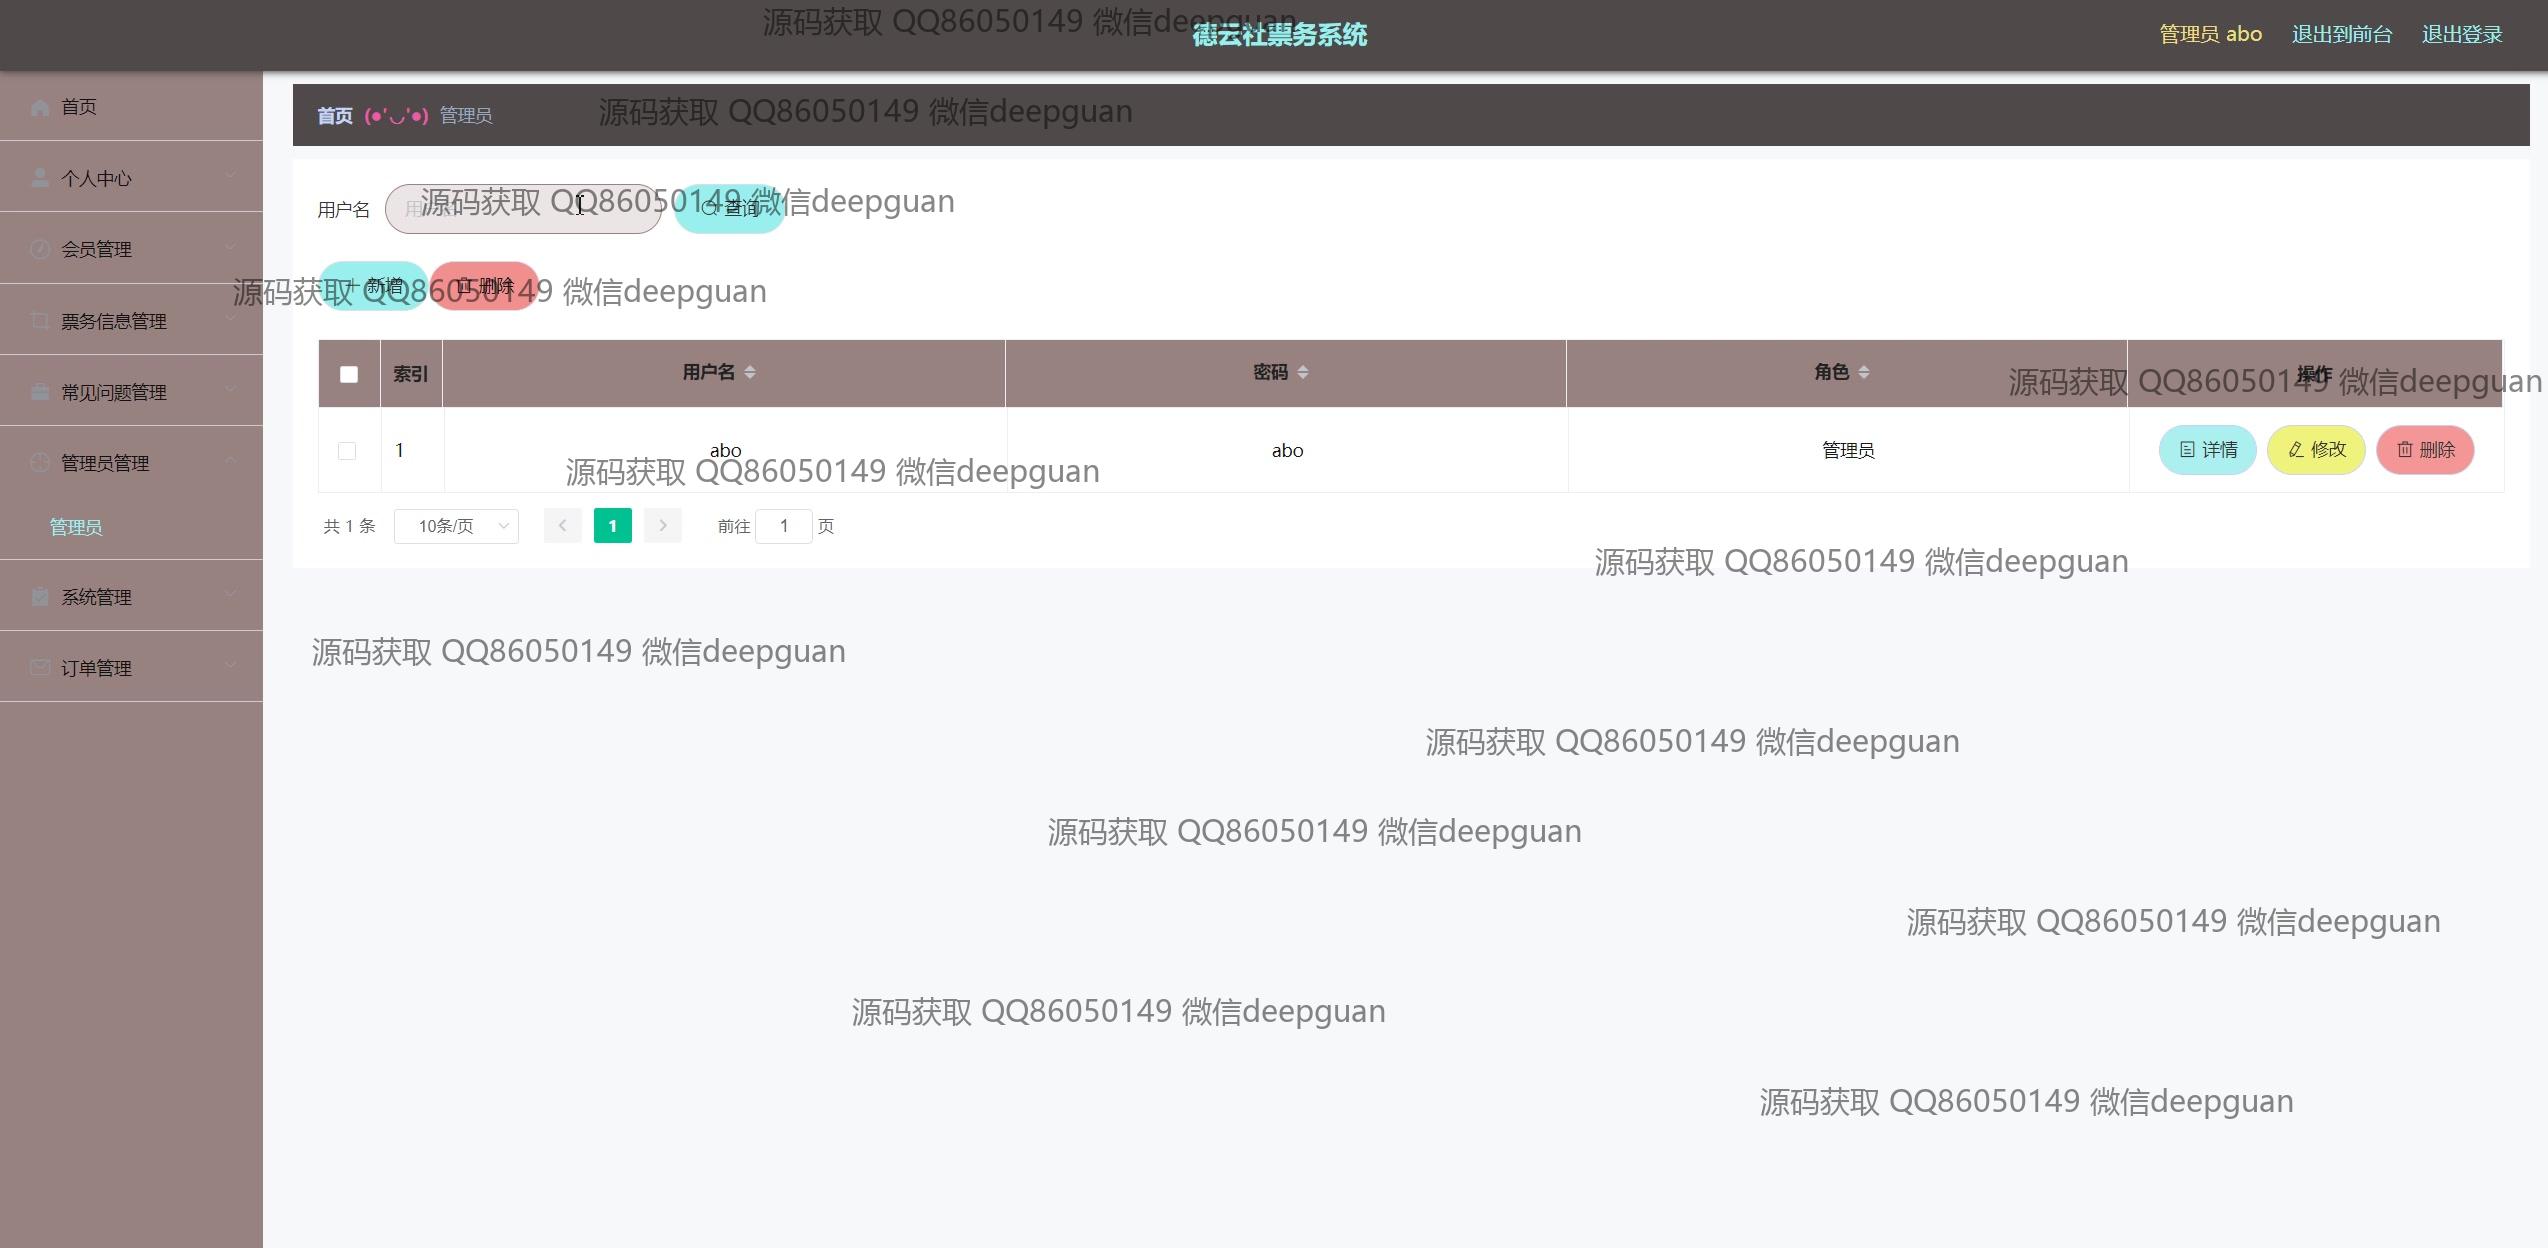 源码获取 QQ86050149 微信deepguan
德云社票务系统
管理员 abo 退出到前台 退出登录
首页
首页 (●'◡'●) 管理员
源码获取 QQ86050149 微信deepguan
个人中心
用户名
源码获取 QQ86050149 微信deepguan
查询
会员管理
新增 删除
源码获取 QQ86050149 微信deepguan
票务信息管理
索引 用户名 密码 角色 操作
源码获取 QQ86050149 微信deepguan
常见问题管理
1 abo abo 管理员 详情 修改 删除
源码获取 QQ86050149 微信deepguan
管理员管理
管理员
共 1 条 10条/页 1 前往 1 页
源码获取 QQ86050149 微信deepguan
系统管理
源码获取 QQ86050149 微信deepguan
订单管理
源码获取 QQ86050149 微信deepguan
源码获取 QQ86050149 微信deepguan
源码获取 QQ86050149 微信deepguan
源码获取 QQ86050149 微信deepguan
源码获取 QQ86050149 微信deepguan